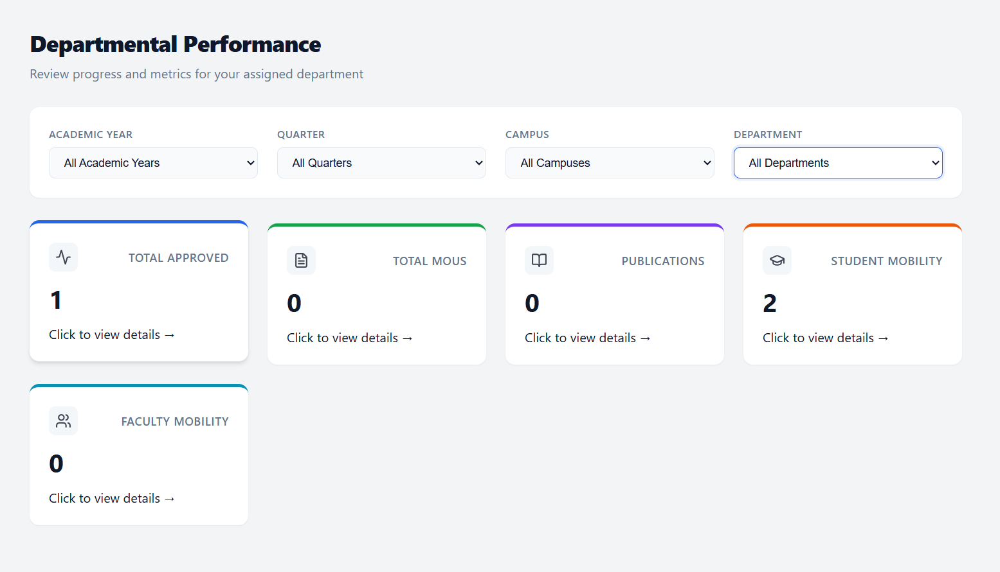 Departmental Performance
Review progress and metrics for your assigned department
ACADEMIC YEAR
All Academic Years
QUARTER
All Quarters
CAMPUS
All Campuses
DEPARTMENT
All Departments
TOTAL APPROVED
1
Click to view details →
TOTAL MOUS
0
Click to view details →
PUBLICATIONS
0
Click to view details →
STUDENT MOBILITY
2
Click to view details →
FACULTY MOBILITY
0
Click to view details →